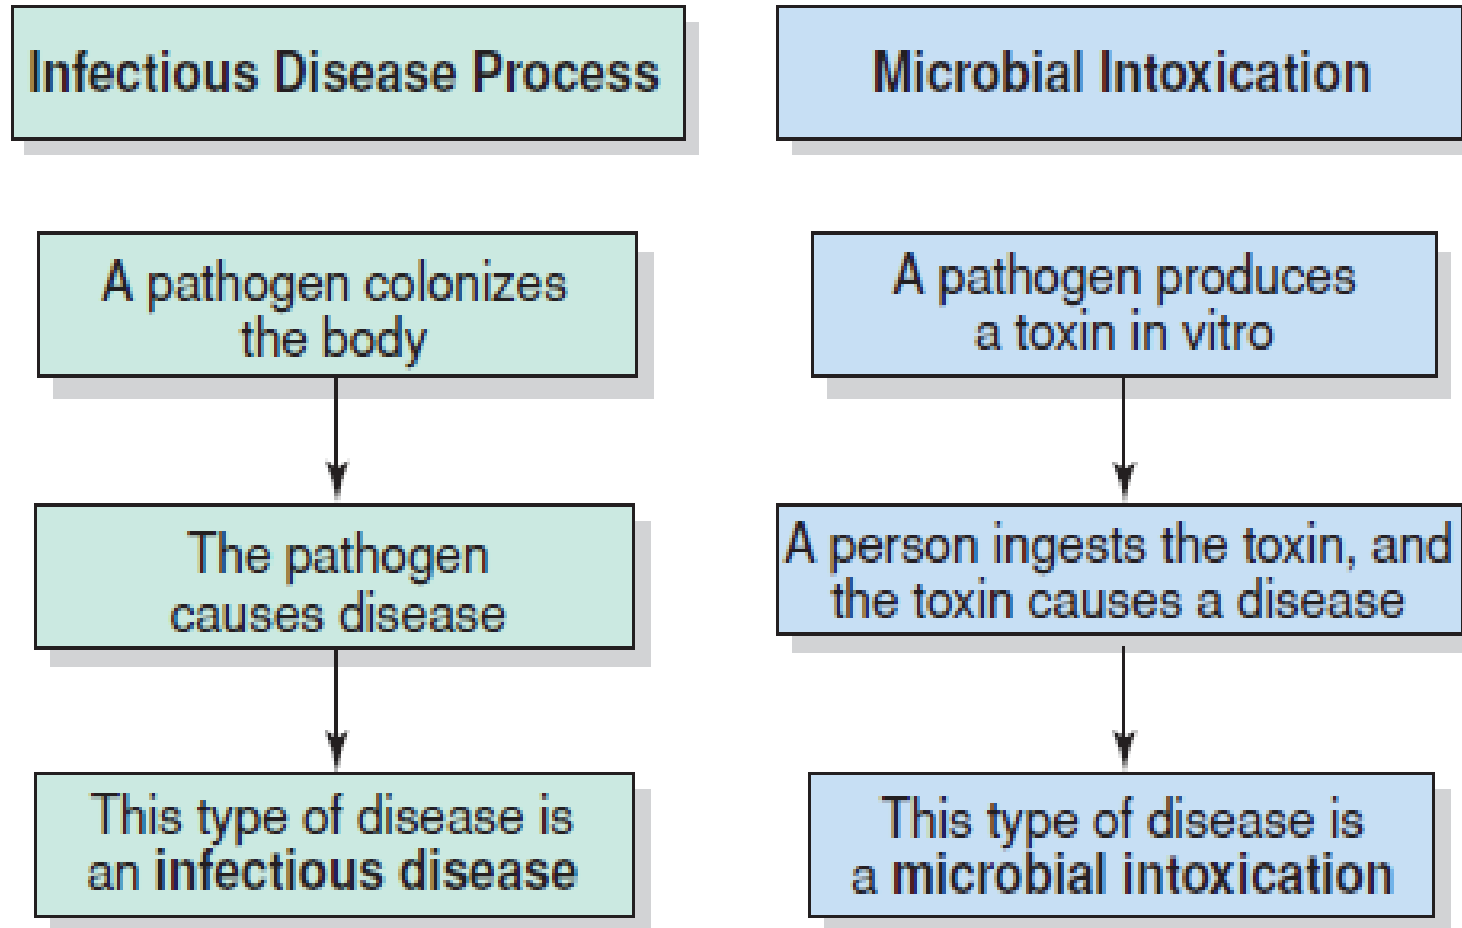 Infectious Disease Process
A pathogen colonizes
the body
The pathogen
causes disease
This type of disease is
an infectious disease
Microbial Intoxication
A pathogen produces
a toxin in vitro
A person ingests the toxin, and
the toxin causes a disease
This type of disease is
a microbial intoxication